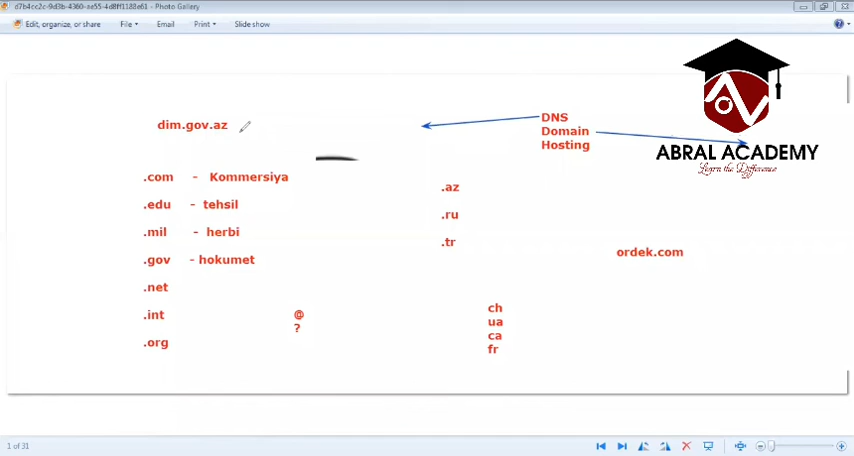 d7b4cc2c-9d3b-4360-ae55-4d8ff1188e61 - Photo Gallery
Edit, organize, or share File Email Print Slide show
dim.gov.az
DNS
Domain
Hosting
ABRAL ACADEMY
Learn the Difference
.com - Kommersiya
.edu - tehsil
.mil - herbi
.gov - hokumet
.net
.int
.org
@
?
.az
.ru
.tr
ordek.com
ch
ua
ca
fr
1 of 31